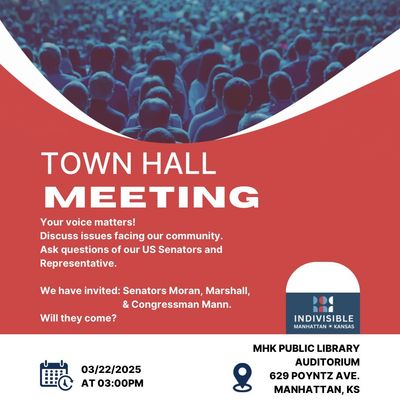 TOWN HALL
MEETING
Your voice matters!
Discuss issues facing our community.
Ask questions of our US Senators and
Representative.
We have invited: Senators Moran, Marshall,
& Congressman Mann.
Will they come?
INDIVISIBLE
MANHATTAN * KANSAS
03/22/2025
AT 03:00PM
MHK PUBLIC LIBRARY
AUDITORIUM
629 POYNTZ AVE.
MANHATTAN, KS